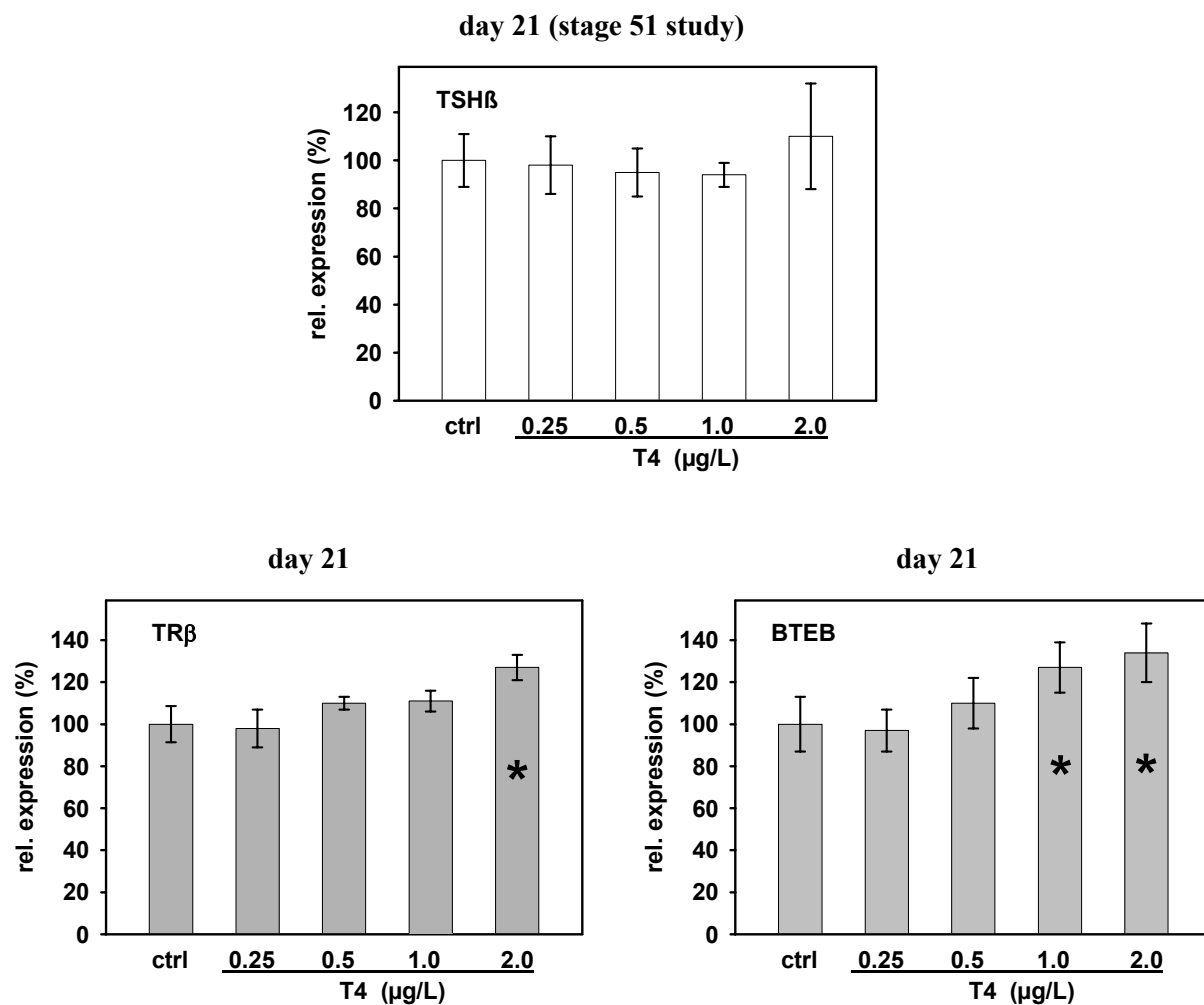 day 21 (stage 51 study)
TSHß
rel. expression (%)
120
100
80
60
40
20
0
ctrl 0.25 0.5 1.0 2.0
T4 (µg/L)
day 21
TRβ
rel. expression (%)
140
120
100
80
60
40
20
0
*
ctrl 0.25 0.5 1.0 2.0
T4 (µg/L)
day 21
BTEB
rel. expression (%)
140
120
100
80
60
40
20
0
* *
ctrl 0.25 0.5 1.0 2.0
T4 (µg/L)